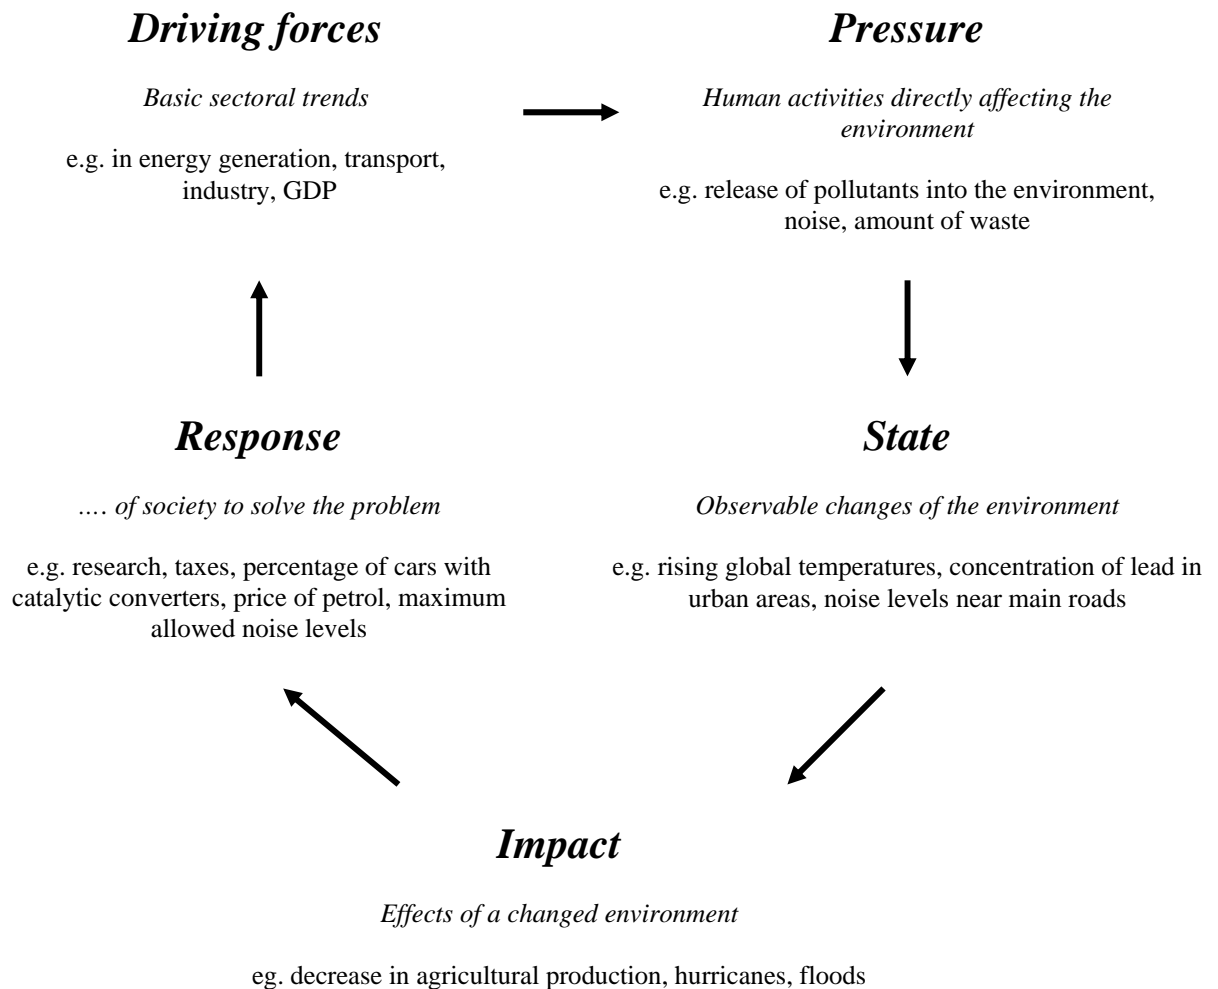 Driving forces
Basic sectoral trends
e.g. in energy generation, transport,
industry, GDP
Pressure
Human activities directly affecting the
environment
e.g. release of pollutants into the environment,
noise, amount of waste
Response
.... of society to solve the problem
e.g. research, taxes, percentage of cars with
catalytic converters, price of petrol, maximum
allowed noise levels
State
Observable changes of the environment
e.g. rising global temperatures, concentration of lead in
urban areas, noise levels near main roads
Impact
Effects of a changed environment
eg. decrease in agricultural production, hurricanes, floods